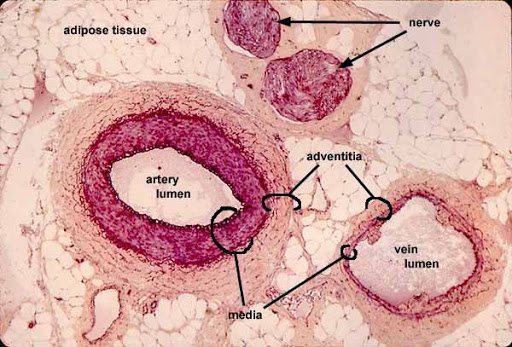 nerve
adipose tissue
adventitia
artery
lumen
vein
lumen
media